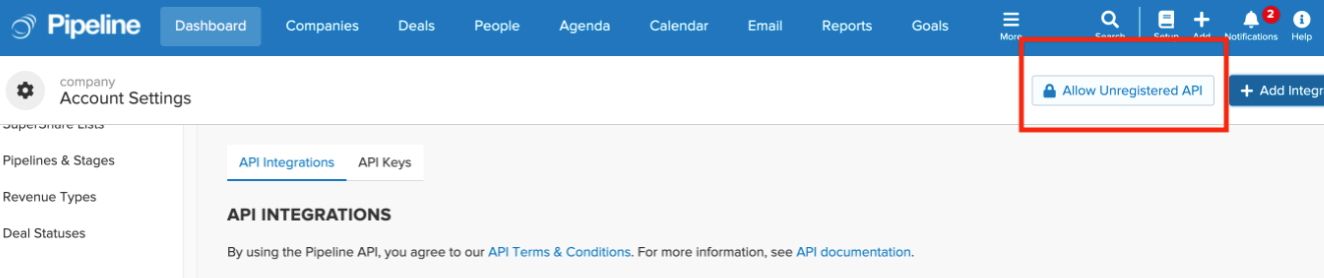 Pipeline Dashboard Companies Deals People Agenda Calendar Email Reports Goals More Search Setup Add Notifications 2 Help
company
Account Settings
Allow Unregistered API + Add Integr
SuperShare Lists
Pipelines & Stages
Revenue Types
Deal Statuses
API Integrations API Keys
API INTEGRATIONS
By using the Pipeline API, you agree to our API Terms & Conditions. For more information, see API documentation.